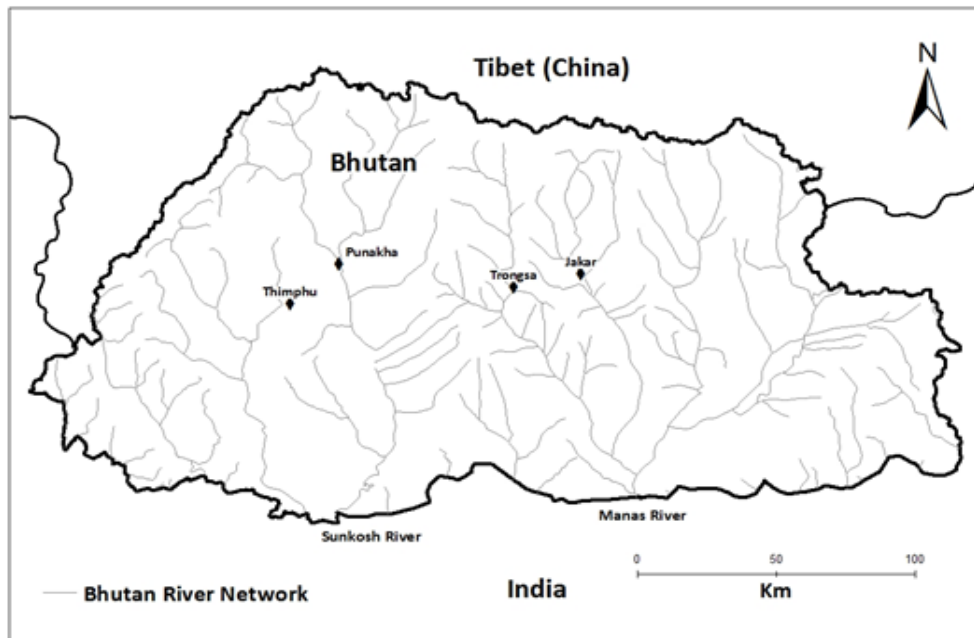 N
Tibet (China)
Bhutan
Punakha
Thimphu
Trongsa
Jakar
Sunkosh River
Manas River
0 50 100
Km
India
Bhutan River Network